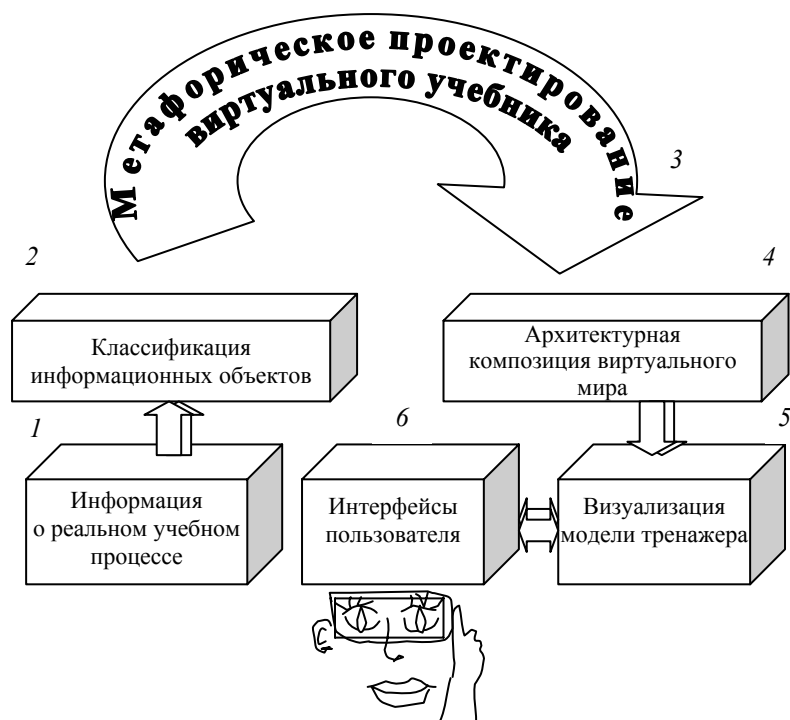 Метафорическое проектирование
виртуального учебника
3
2
4
Классификация
информационных объектов
Архитектурная
композиция виртуального
мира
1
6
5
Информация
о реальном учебном
процессе
Интерфейсы
пользователя
Визуализация
модели тренажера